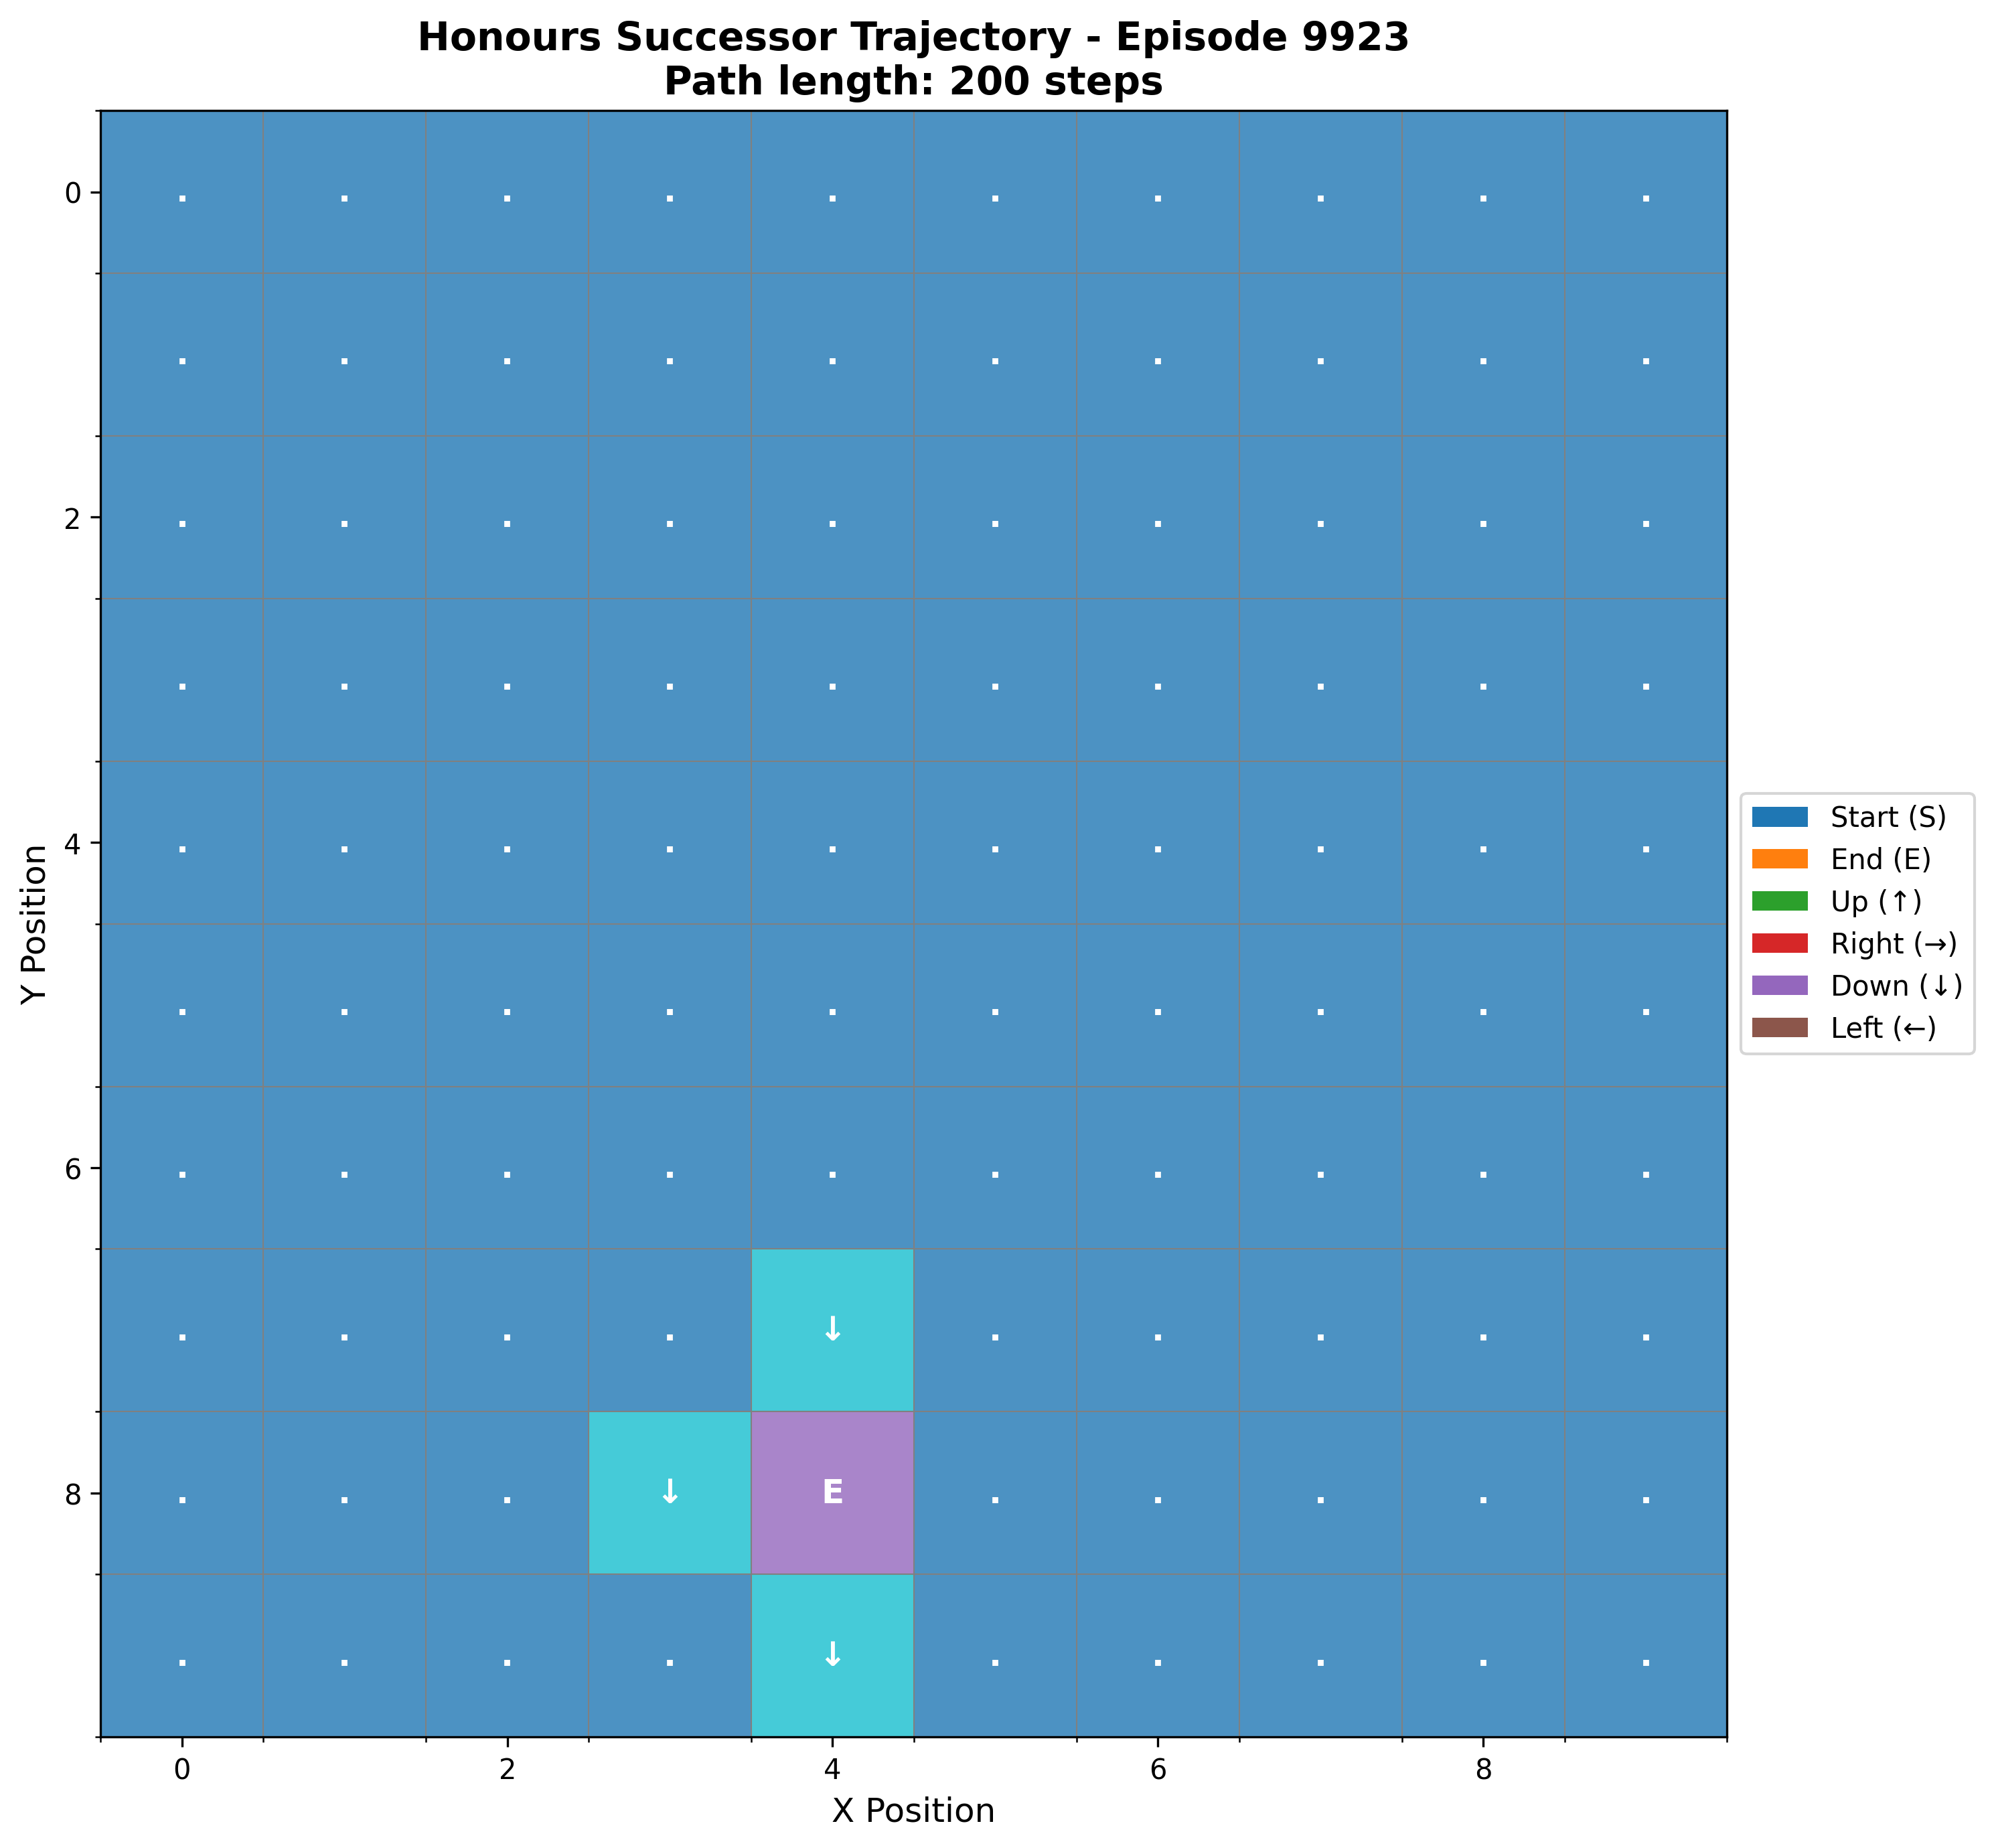 Honours Successor Trajectory - Episode 9923
Path length: 200 steps
0
2
4
6
8
Y Position
↓
↓ E
↓
0 2 4 6 8
X Position
Start (S)
End (E)
Up (↑)
Right (→)
Down (↓)
Left (←)